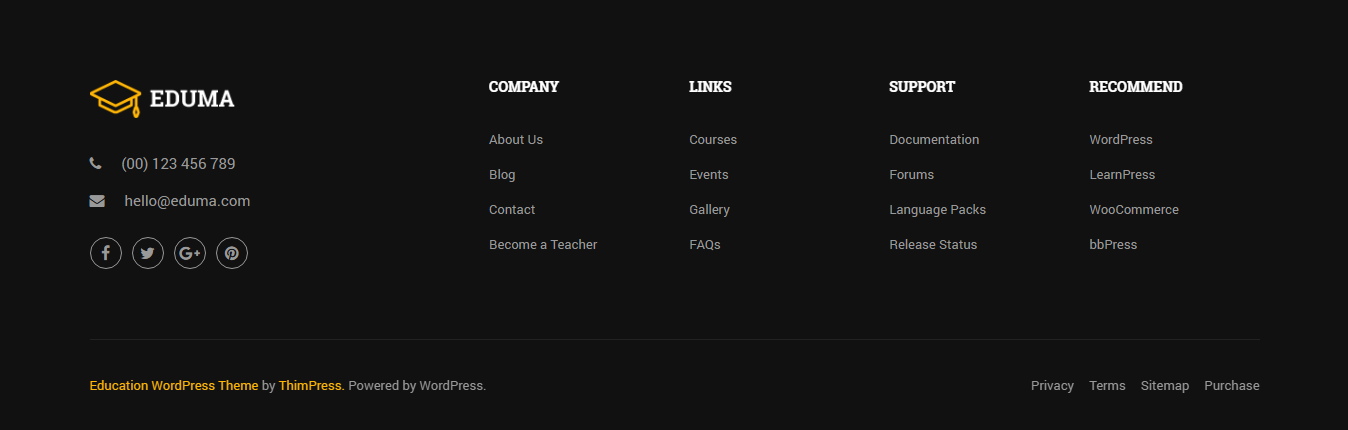 EDUMA
(00) 123 456 789
hello@eduma.com
COMPANY
About Us
Blog
Contact
Become a Teacher
LINKS
Courses
Events
Gallery
FAQs
SUPPORT
Documentation
Forums
Language Packs
Release Status
RECOMMEND
WordPress
LearnPress
WooCommerce
bbPress
Education WordPress Theme by ThimPress. Powered by WordPress.
Privacy Terms Sitemap Purchase